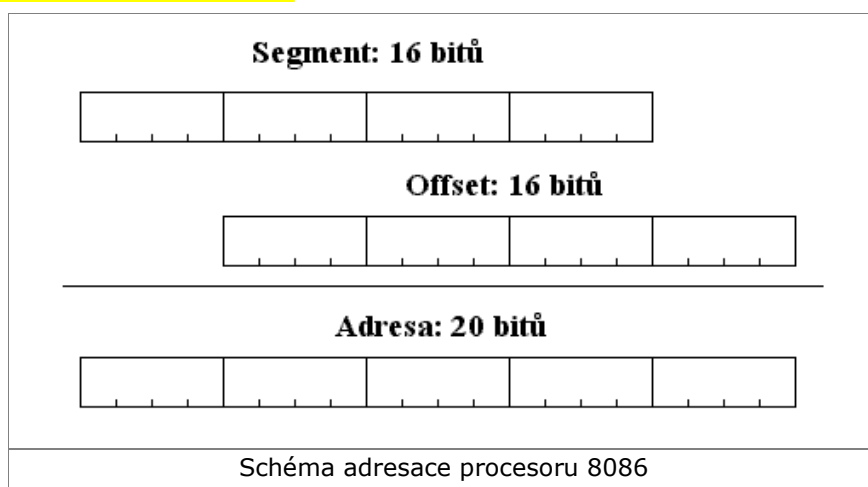 Segment: 16 bitů
Offset: 16 bitů
Adresa: 20 bitů
Schéma adresace procesoru 8086